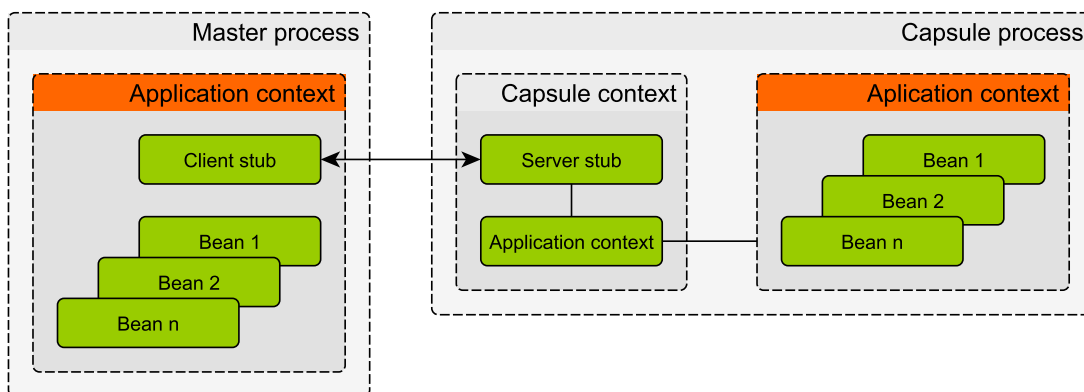 Master process
Application context
Client stub
Bean 1
Bean 2
Bean n
Capsule process
Capsule context
Server stub
Application context
Aplication context
Bean 1
Bean 2
Bean n